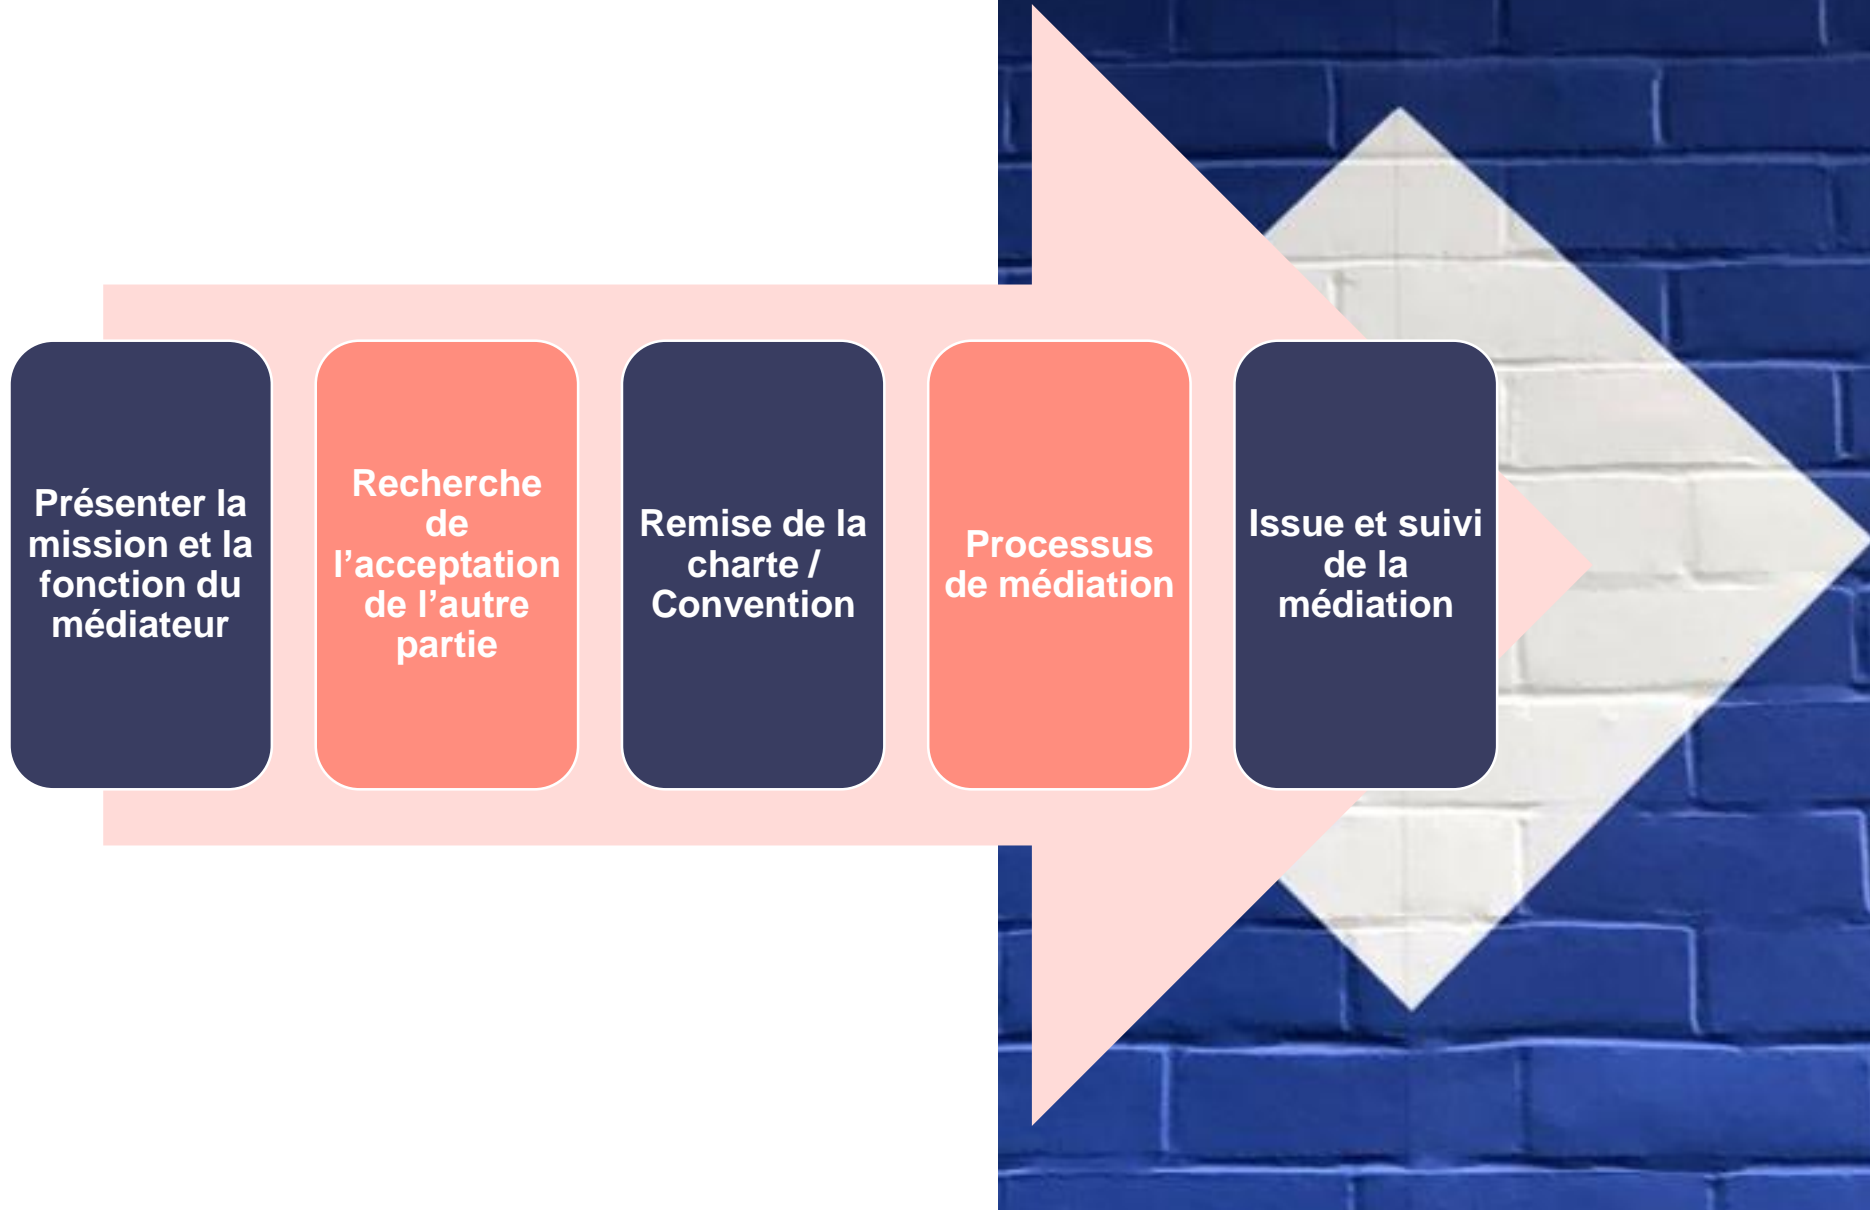 Présenter la
mission et la
fonction du
médiateur
Recherche
de
l’acceptation
de l’autre
partie
Remise de la
charte /
Convention
Processus
de médiation
Issue et suivi
de la
médiation